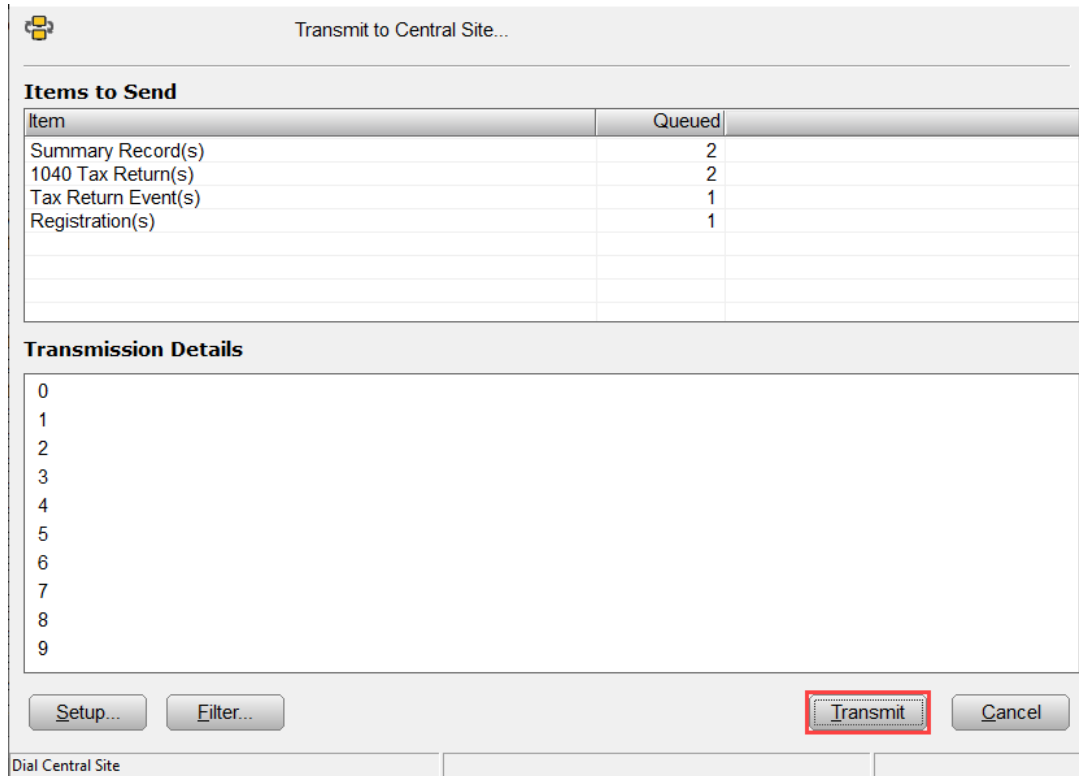 Transmit to Central Site...
Items to Send
Item Queued
Summary Record(s) 2
1040 Tax Return(s) 2
Tax Return Event(s) 1
Registration(s) 1
Transmission Details
0
1
2
3
4
5
6
7
8
9
Setup... Filter... Transmit Cancel
Dial Central Site